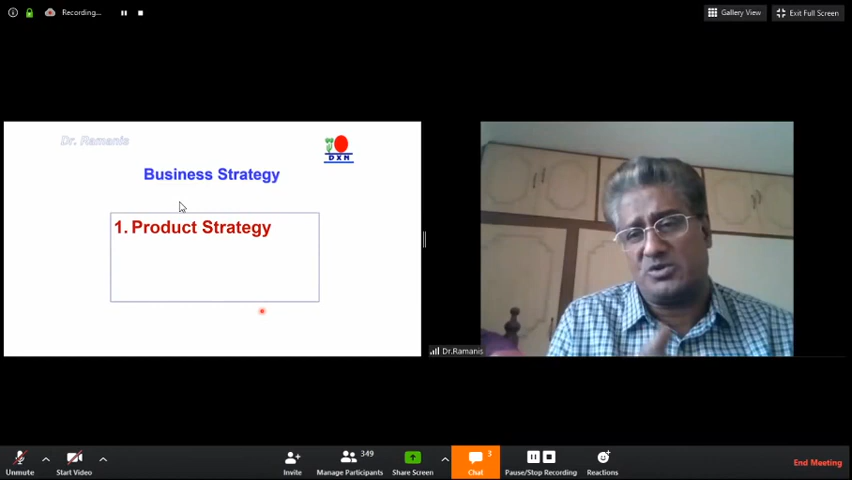 Recording...
Gallery View
Exit Full Screen
Dr. Ramanis
DXN
Business Strategy
1. Product Strategy
Dr.Ramanis
Unmute
Start Video
Invite
349
Manage Participants
Share Screen
3
Chat
Pause/Stop Recording
Reactions
End Meeting